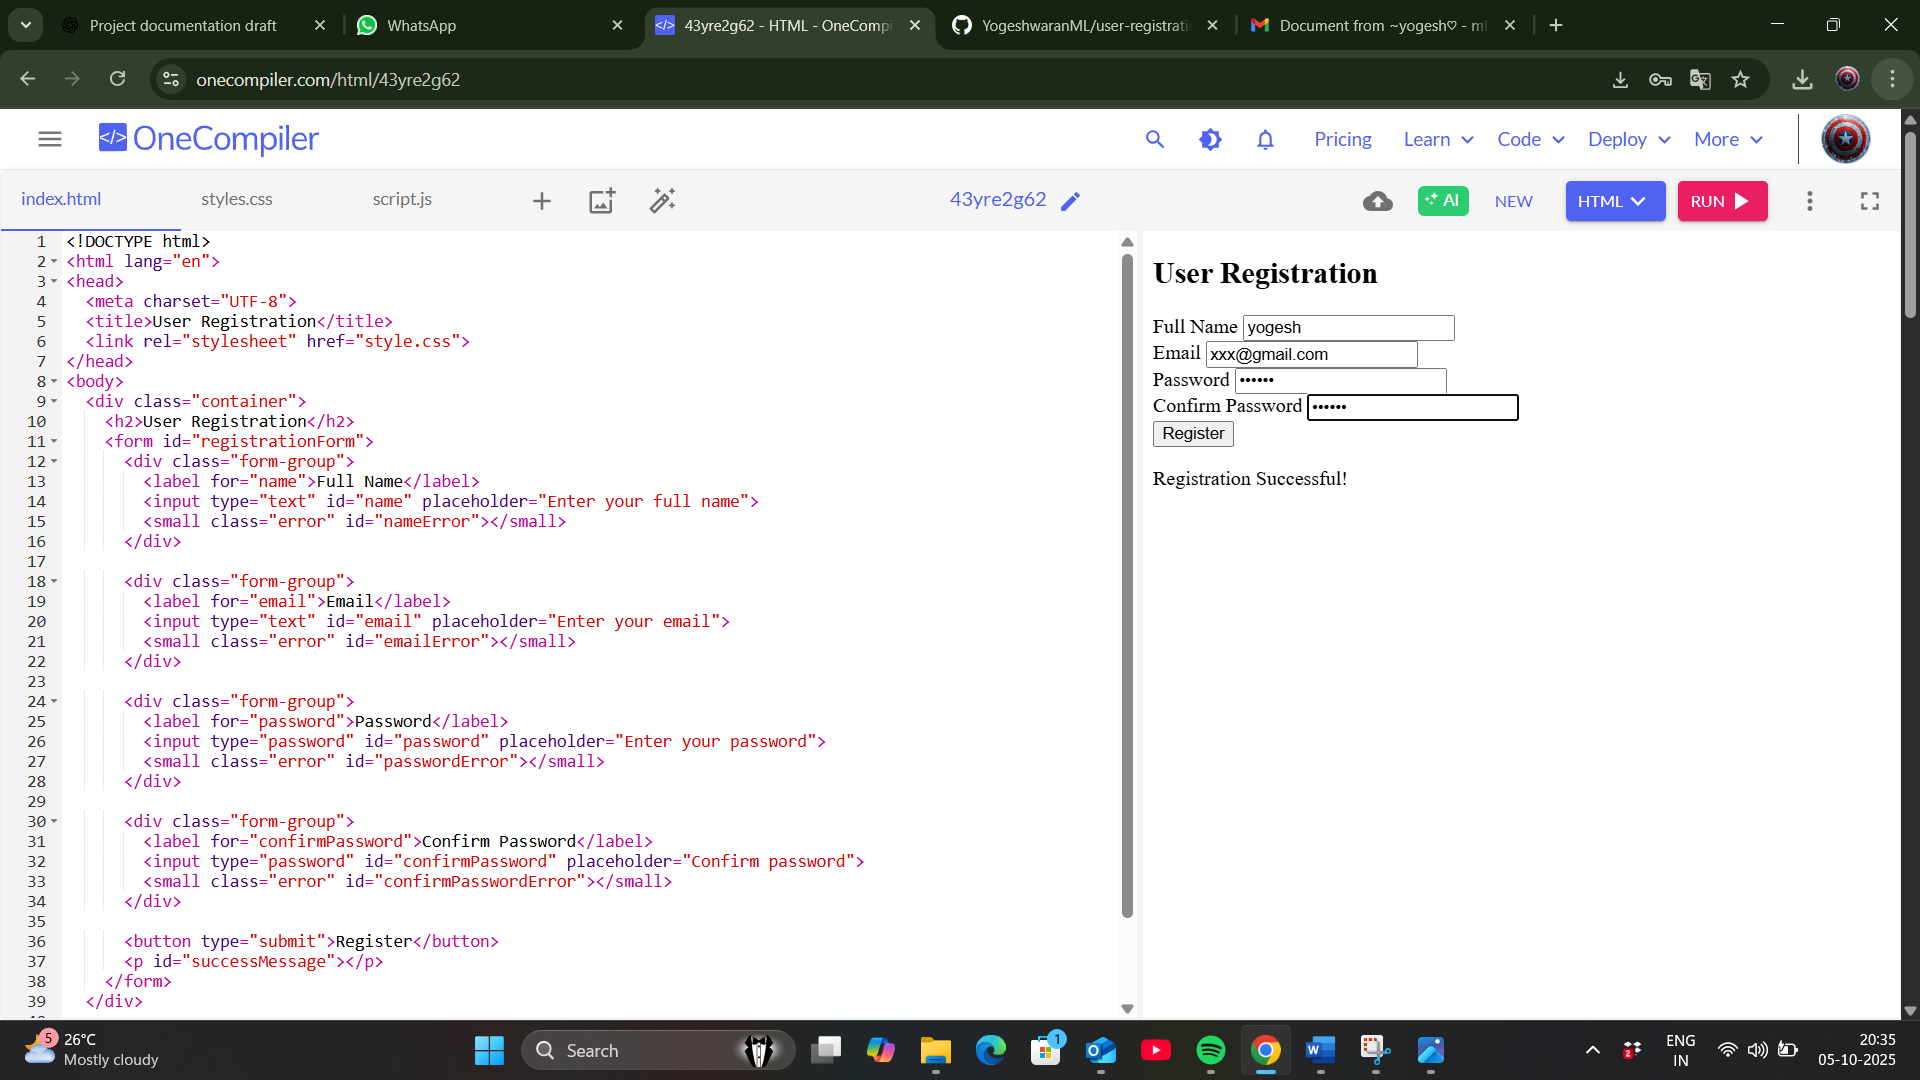 Project documentation draft
WhatsApp
43yre2g62 - HTML - OneCompi
YogeshwaranML/user-registrati
Document from ~yogesh♡ - ml
onecompiler.com/html/43yre2g62
</> OneCompiler
Pricing
Learn
Code
Deploy
More
index.html
styles.css
script.js
43yre2g62
AI
NEW
HTML
RUN
1 <!DOCTYPE html>
2 <html lang="en">
3 <head>
4 <meta charset="UTF-8">
5 <title>User Registration</title>
6 <link rel="stylesheet" href="style.css">
7 </head>
8 <body>
9 <div class="container">
10 <h2>User Registration</h2>
11 <form id="registrationForm">
12 <div class="form-group">
13 <label for="name">Full Name</label>
14 <input type="text" id="name" placeholder="Enter your full name">
15 <small class="error" id="nameError"></small>
16 </div>
17
18 <div class="form-group">
19 <label for="email">Email</label>
20 <input type="text" id="email" placeholder="Enter your email">
21 <small class="error" id="emailError"></small>
22 </div>
23
24 <div class="form-group">
25 <label for="password">Password</label>
26 <input type="password" id="password" placeholder="Enter your password">
27 <small class="error" id="passwordError"></small>
28 </div>
29
30 <div class="form-group">
31 <label for="confirmPassword">Confirm Password</label>
32 <input type="password" id="confirmPassword" placeholder="Confirm password">
33 <small class="error" id="confirmPasswordError"></small>
34 </div>
35
36 <button type="submit">Register</button>
37 <p id="successMessage"></p>
38 </form>
39 </div>
User Registration
Full Name yogesh
Email xxx@gmail.com
Password ••••••
Confirm Password ••••••
Register
Registration Successful!
5
26°C
Mostly cloudy
Search
1
2
ENG
IN
20:35
05-10-2025